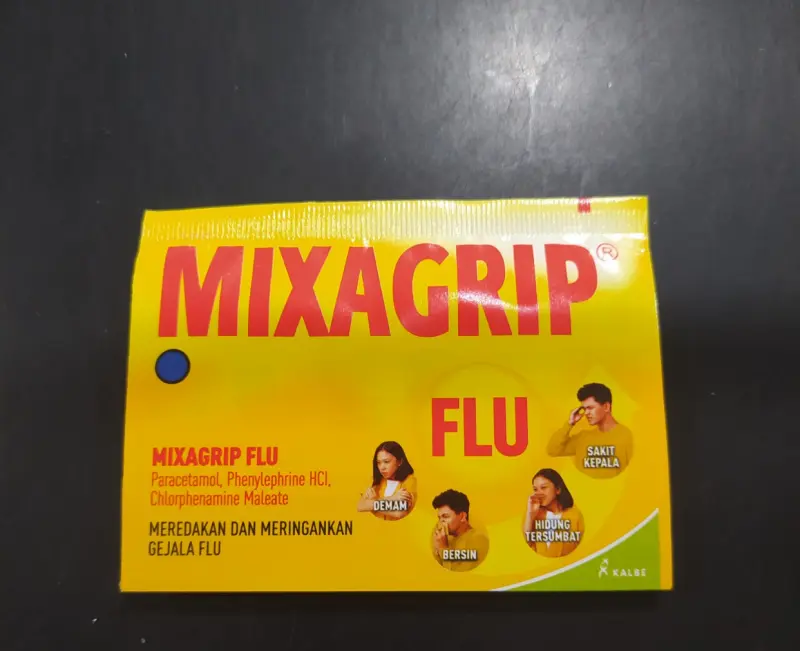 MIXAGRIP®
FLU
SAKIT
KEPALA
MIXAGRIP FLU
Paracetamol, Phenylephrine HCl,
Chlorphenamine Maleate
DEMAM
HIDUNG
TERSUMBAT
MEREDAKAN DAN MERINGANKAN
GEJALA FLU
BERSIN
KALBE